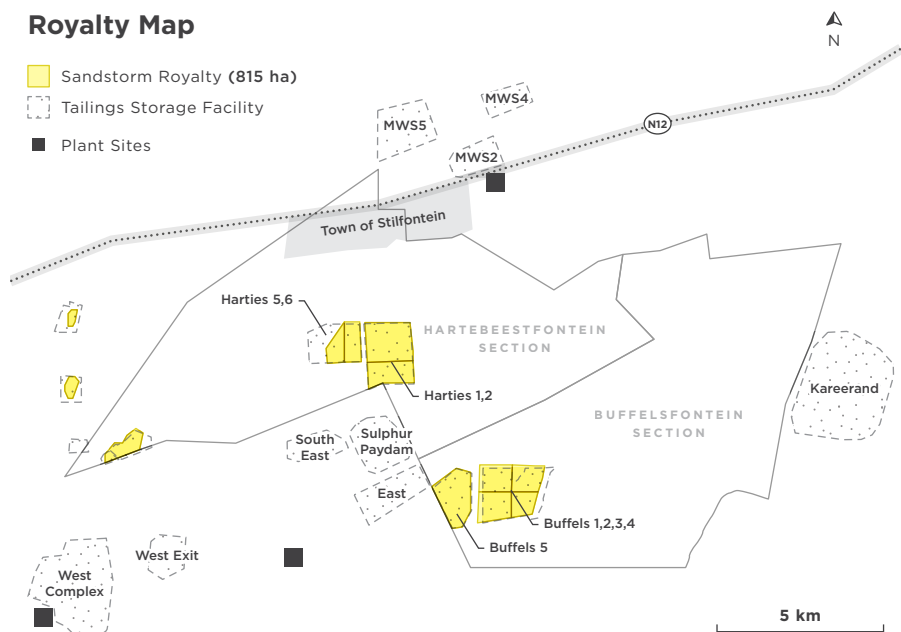 Royalty Map
N
Sandstorm Royalty (815 ha)
Tailings Storage Facility
Plant Sites
MWS4
MWS5
N12
MWS2
Town of Stilfontein
Harties 5,6
HARTEBEESTFONTEIN
SECTION
Kareerand
Harties 1,2
BUFFELSFONTEIN
SECTION
South
East
Sulphur
Paydam
East
Buffels 1,2,3,4
Buffels 5
West Exit
West
Complex
5 km